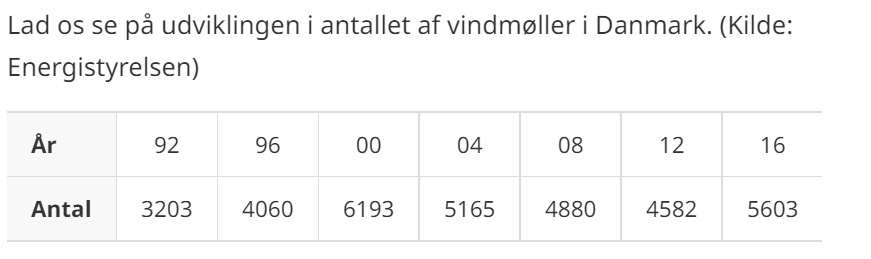 Lad os se på udviklingen i antallet af vindmøller i Danmark. (Kilde:
Energistyrelsen)
År 92 96 00 04 08 12 16
Antal 3203 4060 6193 5165 4880 4582 5603